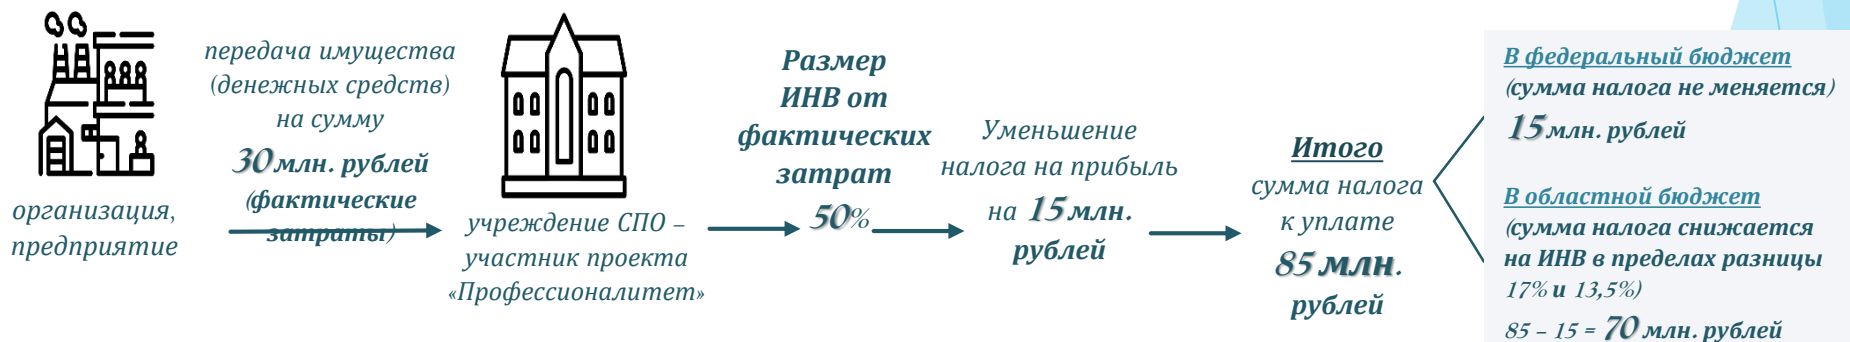 организация,
предприятие
передача имущества
(денежных средств)
на сумму
30 млн. рублей
(фактические
затраты)
учреждение СПО –
участник проекта
«Профессионалитет»
Размер
ИНВ от
фактических
затрат
50%
Уменьшение
налога на прибыль
на 15 млн.
рублей
Итого
сумма налога
к уплате
85 млн.
рублей
В федеральный бюджет
(сумма налога не меняется)
15 млн. рублей
В областной бюджет
(сумма налога снижается
на ИНВ в пределах разницы
17% и 13,5%)
85 – 15 = 70 млн. рублей